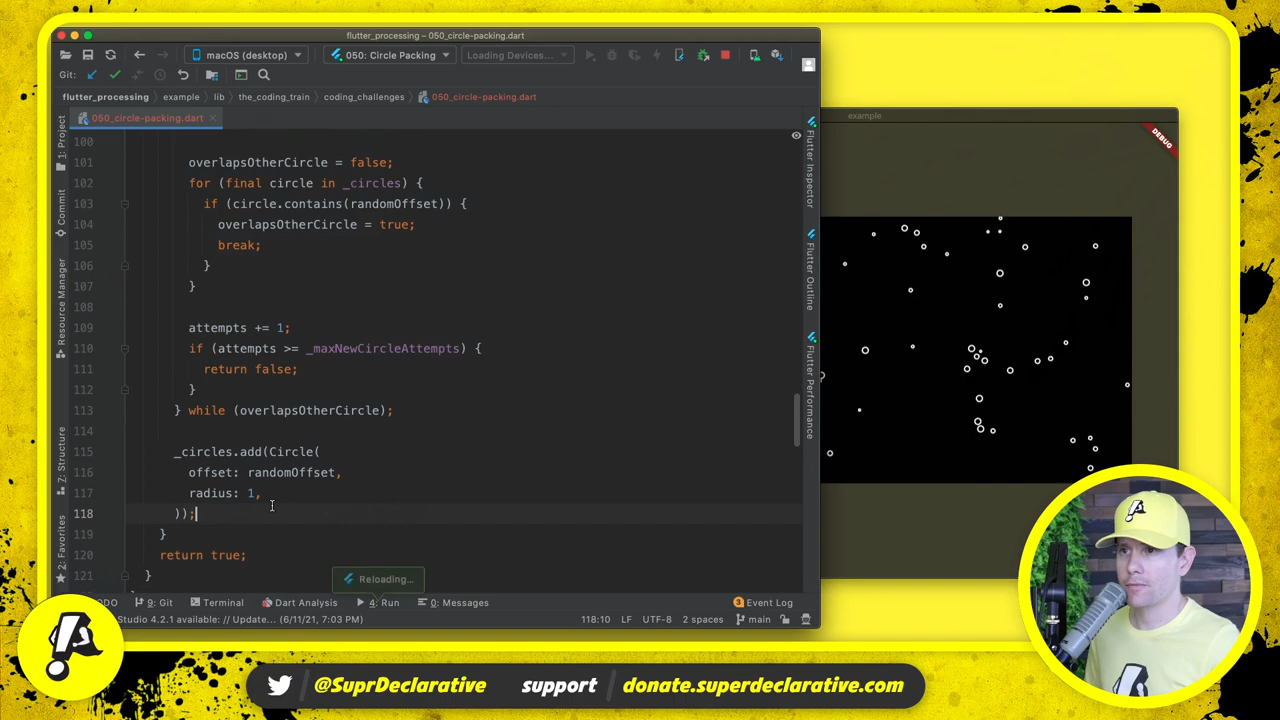 flutter_processing – 050_circle-packing.dart
macOS (desktop)
050: Circle Packing
Loading Devices...
Git:
flutter_processing
example
lib
the_coding_train
coding_challenges
050_circle-packing.dart
050_circle-packing.dart
example
DEBUG
1: Project
Commit
Resource Manager
7: Structure
2: Favorites
Flutter Inspector
Flutter Outline
Flutter Performance
100
101 overlapsOtherCircle = false;
102 for (final circle in _circles) {
103 if (circle.contains(randomOffset)) {
104 overlapsOtherCircle = true;
105 break;
106 }
107 }
108
109 attempts += 1;
110 if (attempts >= _maxNewCircleAttempts) {
111 return false;
112 }
113 } while (overlapsOtherCircle);
114
115 _circles.add(Circle(
116 offset: randomOffset,
117 radius: 1,
118 ));
119 }
120 return true;
121 }
Reloading...
ODO
9: Git
Terminal
Dart Analysis
4: Run
0: Messages
3 Event Log
Studio 4.2.1 available: // Update... (6/11/21, 7:03 PM)
118:10
LF
UTF-8
2 spaces
main
@SuprDeclarative
support
donate.superdeclarative.com